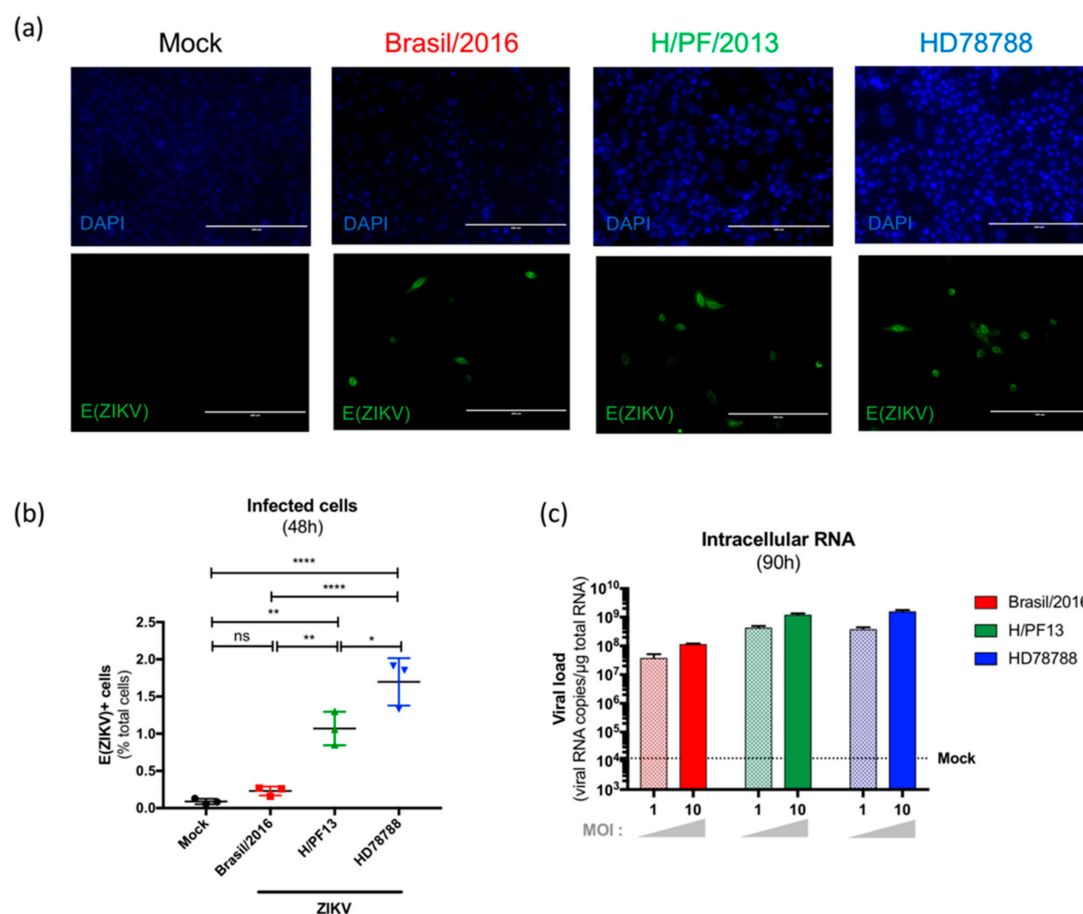 (a)
Mock
Brasil/2016
H/PF/2013
HD78788
DAPI
DAPI
DAPI
DAPI
E(ZIKV)
E(ZIKV)
E(ZIKV)
E(ZIKV)
(b)
Infected cells
(48h)
****
****
**
ns
**
*
E(ZIKV)+ cells
(% total cells)
2.5
2.0
1.5
1.0
0.5
0.0
Mock
Brasil/2016
H/PF13
HD78788
ZIKV
(c)
Intracellular RNA
(90h)
Viral load
(viral RNA copies/µg total RNA)
10¹⁰
10⁹
10⁸
10⁷
10⁶
10⁵
10⁴
10³
Mock
1 10 1 10 1 10
MOI :
Brasil/2016
H/PF13
HD78788